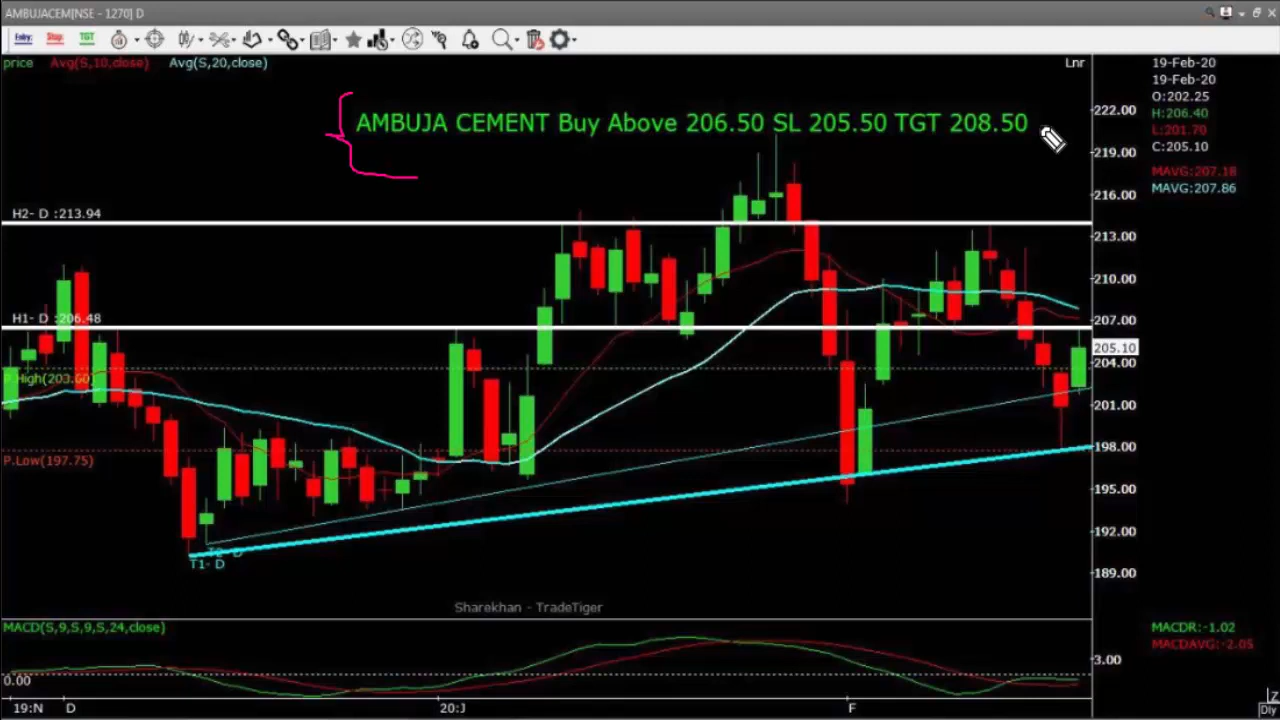 AMBUJACEM[NSE - 1270] D
Entry Stop TGT
price Avg(S,10,close) Avg(S,20,close) Lnr
19-Feb-20
19-Feb-20
O:202.25
H:206.40
L:201.70
C:205.10
MAVG:207.18
MAVG:207.86
AMBUJA CEMENT Buy Above 206.50 SL 205.50 TGT 208.50
222.00
219.00
216.00
H2- D :213.94
213.00
210.00
H1- D :206.48
207.00
205.10
204.00
P.High(203.60)
201.00
198.00
P.Low(197.75)
195.00
192.00
T2- D
T1- D
189.00
Sharekhan - TradeTiger
MACD(S,9,S,9,S,24,close)
MACDR:-1.02
MACDAVG:-2.05
3.00
0.00
19:N D 20:J F
Z
Dly